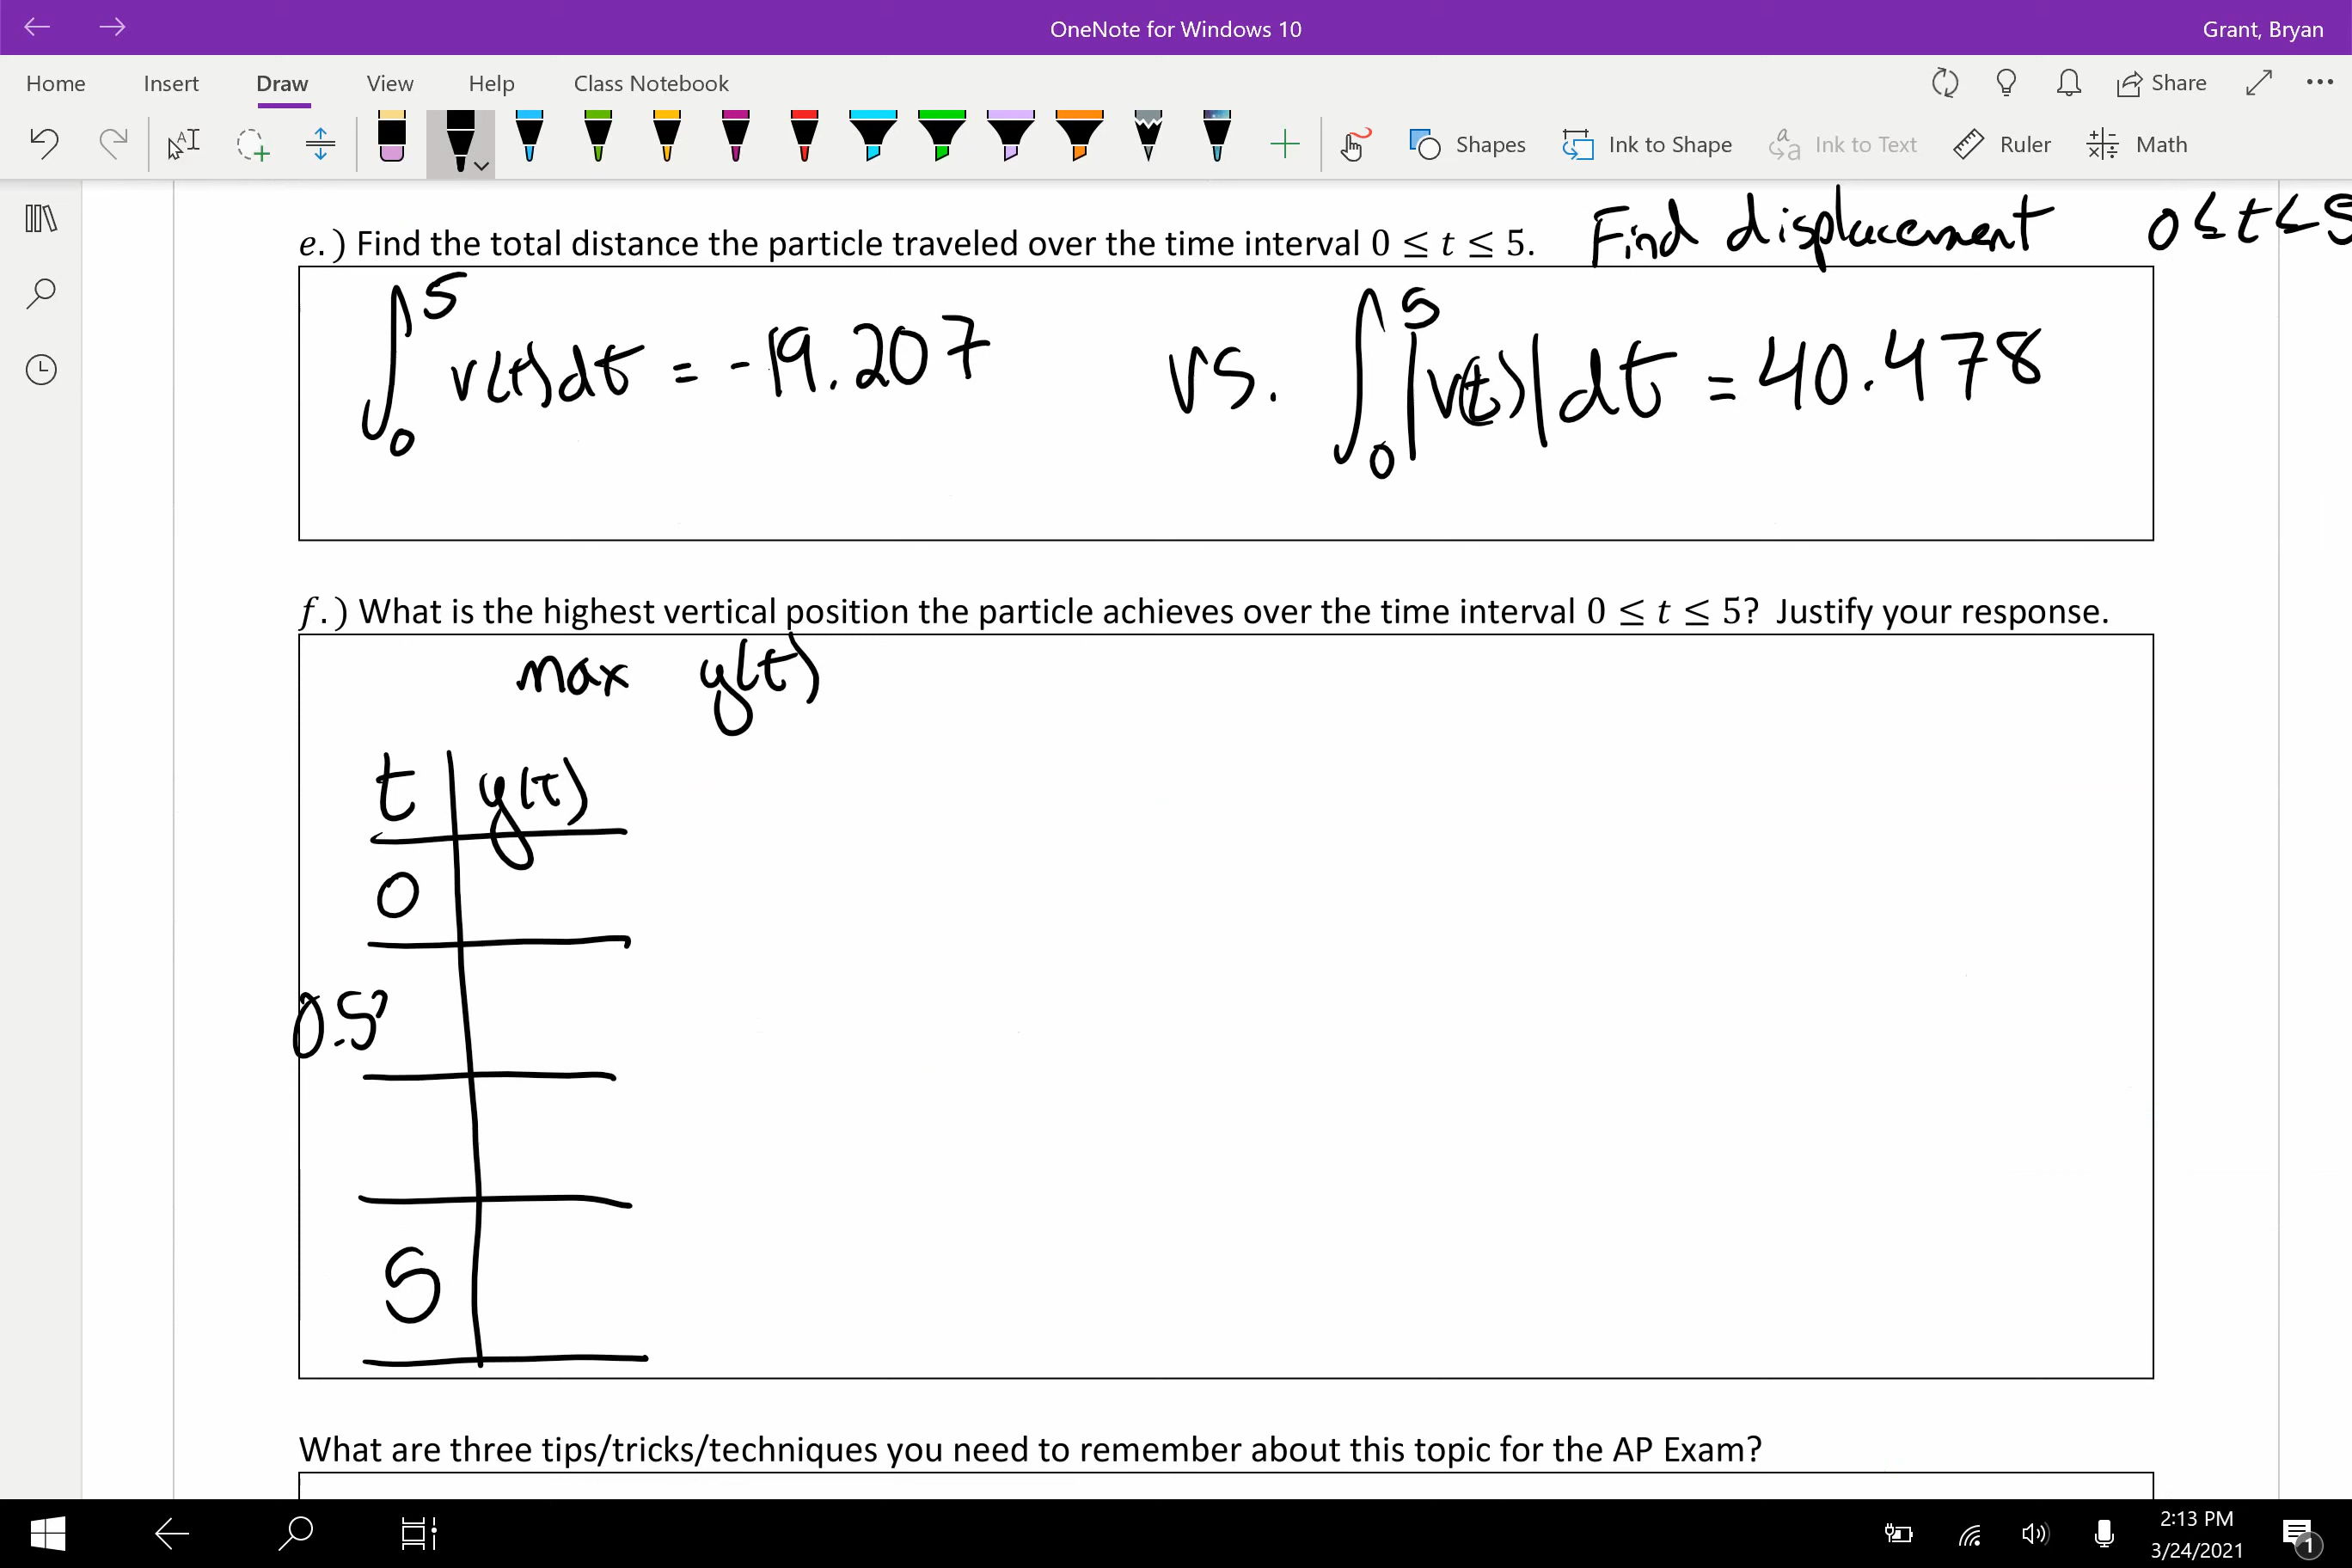 OneNote for Windows 10
Grant, Bryan
Home Insert Draw View Help Class Notebook
Share
Shapes Ink to Shape Ink to Text Ruler Math
Find displacement 0 ≤ t ≤ 5
e.) Find the total distance the particle traveled over the time interval 0 ≤ t ≤ 5.
∫₀⁵ v(t)dt = -19.207 vs. ∫₀⁵ |v(t)| dt = 40.478
f.) What is the highest vertical position the particle achieves over the time interval 0 ≤ t ≤ 5? Justify your response.
max y(t)
t y(t)
0
0.5
5
What are three tips/tricks/techniques you need to remember about this topic for the AP Exam?
2:13 PM
3/24/2021
1